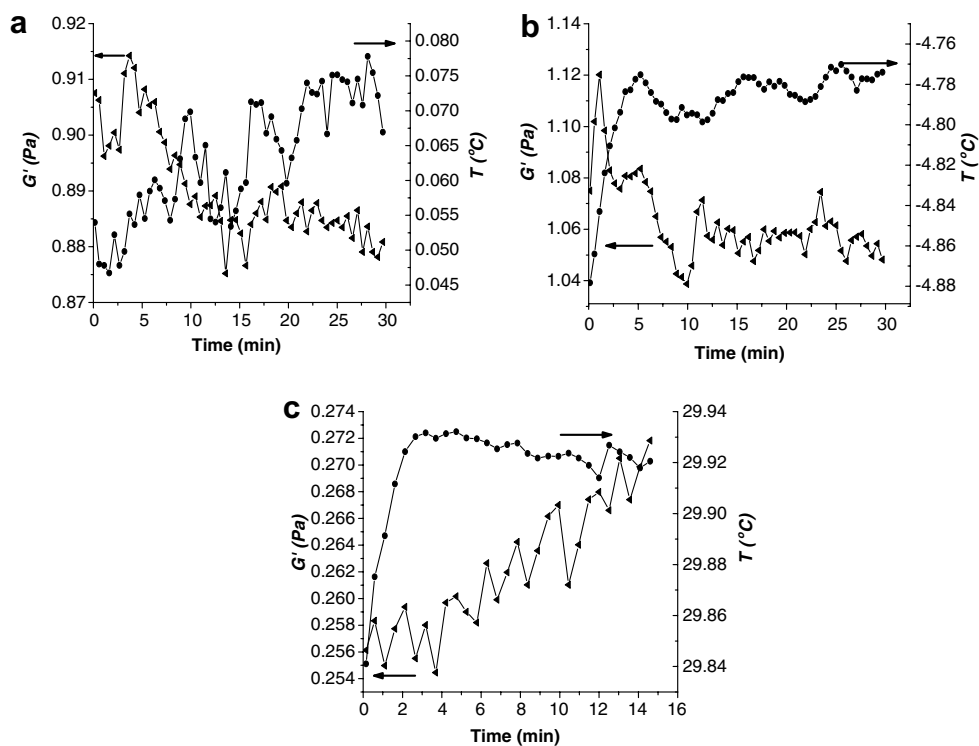 a
0.92
0.91
0.90
0.89
0.88
0.87
G' (Pa)
0.080
0.075
0.070
0.065
0.060
0.055
0.050
0.045
T (°C)
0 5 10 15 20 25 30
Time (min)
b
1.14
1.12
1.10
1.08
1.06
1.04
G' (Pa)
-4.76
-4.78
-4.80
-4.82
-4.84
-4.86
-4.88
T (°C)
0 5 10 15 20 25 30
Time (min)
c
0.274
0.272
0.270
0.268
0.266
0.264
0.262
0.260
0.258
0.256
0.254
G' (Pa)
29.94
29.92
29.90
29.88
29.86
29.84
T (°C)
0 2 4 6 8 10 12 14 16
Time (min)